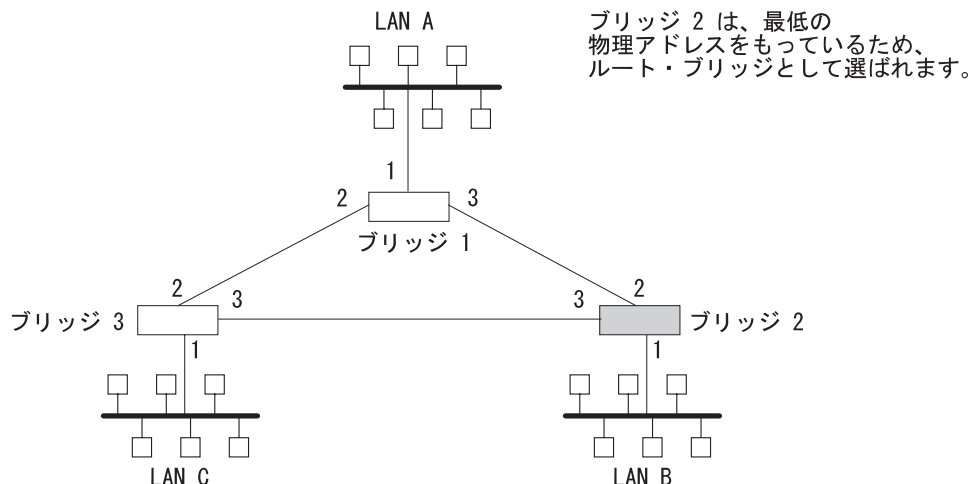 LAN A
ブリッジ 2 は、最低の
物理アドレスをもっているため、
ルート・ブリッジとして選ばれます。
1
2
3
ブリッジ 1
2
3
3
2
ブリッジ 3
ブリッジ 2
1
1
LAN C
LAN B